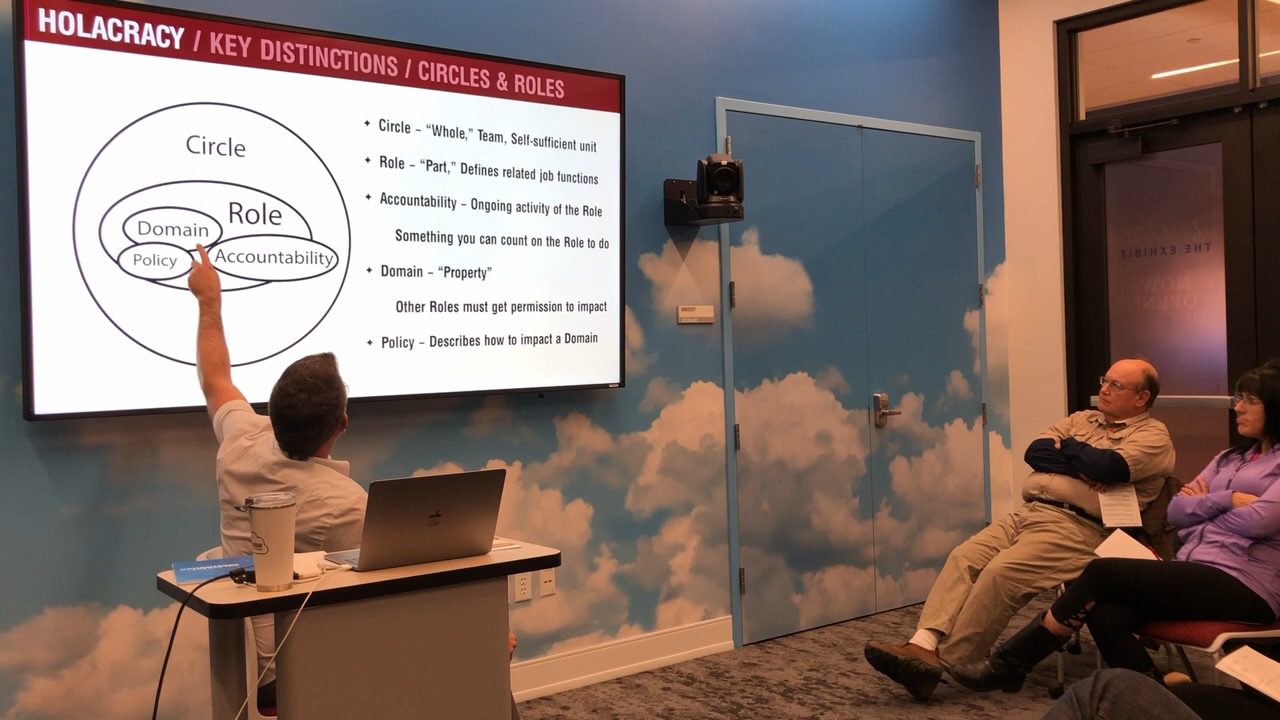 HOLACRACY / KEY DISTINCTIONS / CIRCLES & ROLES
Circle
Role
Domain
Policy
Accountability
Circle – “Whole,” Team, Self-sufficient unit
Role – “Part,” Defines related job functions
Accountability – Ongoing activity of the Role
Something you can count on the Role to do
Domain – “Property”
Other Roles must get permission to impact
Policy – Describes how to impact a Domain
THE EXHIBIT
NOW
OPEN